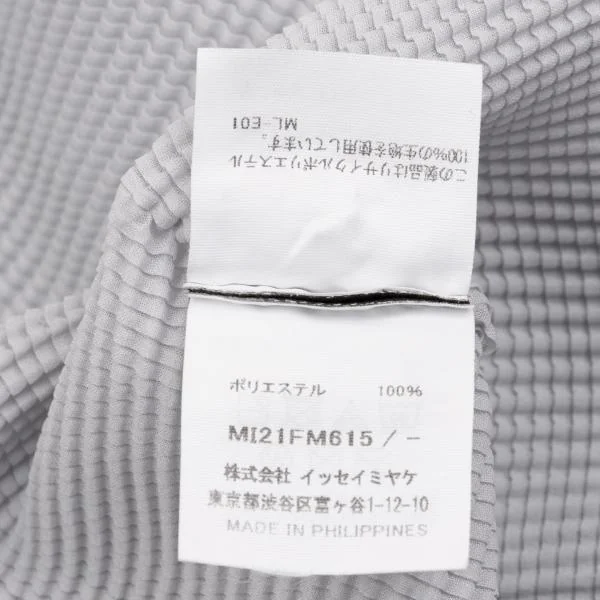 この製品はリサイクルポリエステル
100%の生地を使用しています。
ML-E01
ポリエステル 100%
MI21FM615/-
株式会社 イッセイミヤケ
東京都渋谷区富ヶ谷1-12-10
MADE IN PHILIPPINES